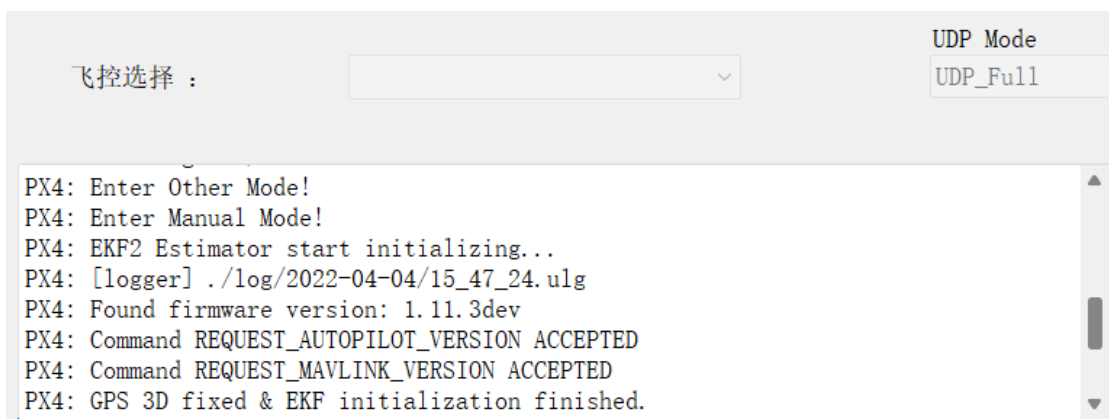 UDP Mode
飞控选择 ：
UDP_Full
PX4: Enter Other Mode!
PX4: Enter Manual Mode!
PX4: EKF2 Estimator start initializing...
PX4: [logger] ./log/2022-04-04/15_47_24.ulg
PX4: Found firmware version: 1.11.3dev
PX4: Command REQUEST_AUTOPILOT_VERSION ACCEPTED
PX4: Command REQUEST_MAVLINK_VERSION ACCEPTED
PX4: GPS 3D fixed & EKF initialization finished.